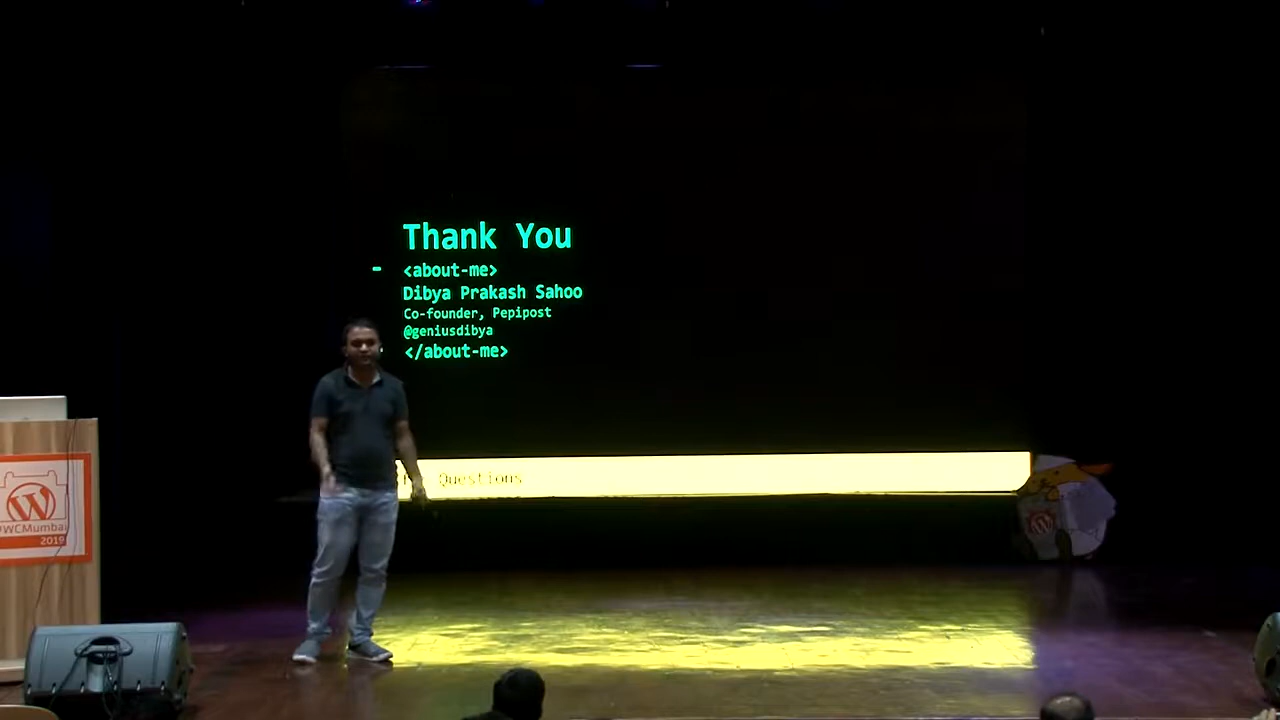 Thank You
<about-me>
Dibya Prakash Sahoo
Co-founder, Pepipost
@geniusdibya
</about-me>
Questions
#WCMumbai
2019